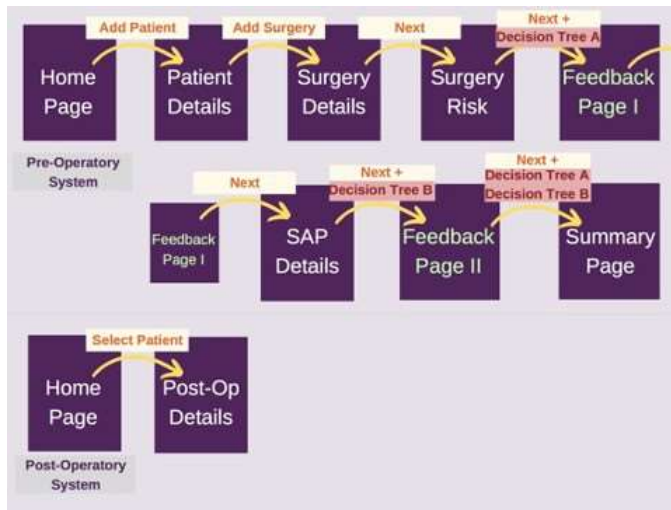 Add Patient
Add Surgery
Next
Next +
Decision Tree A
Home
Page
Patient
Details
Surgery
Details
Surgery
Risk
Feedback
Page I
Pre-Operatory
System
Next
Next +
Decision Tree B
Next +
Decision Tree A
Decision Tree B
Feedback
Page I
SAP
Details
Feedback
Page II
Summary
Page
Select Patient
Home
Page
Post-Op
Details
Post-Operatory
System